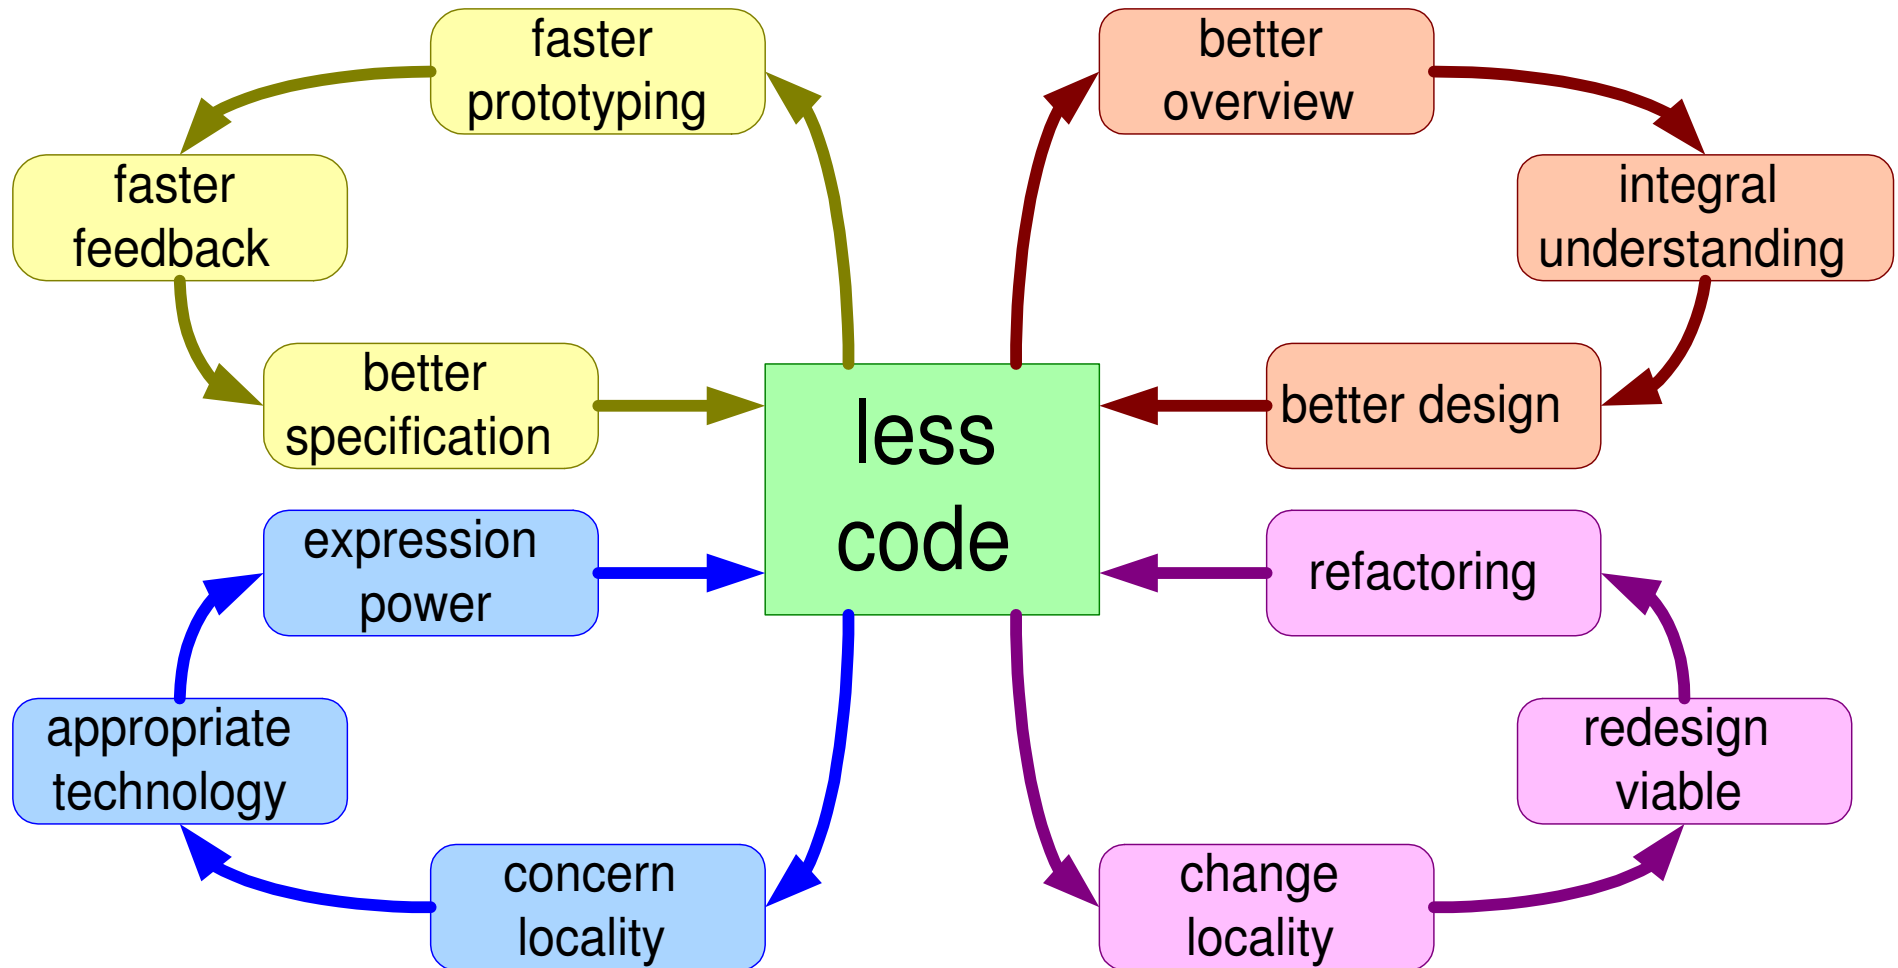 faster
prototyping
better
overview
faster
feedback
integral
understanding
better
specification
less
code
better design
expression
power
refactoring
appropriate
technology
redesign
viable
concern
locality
change
locality